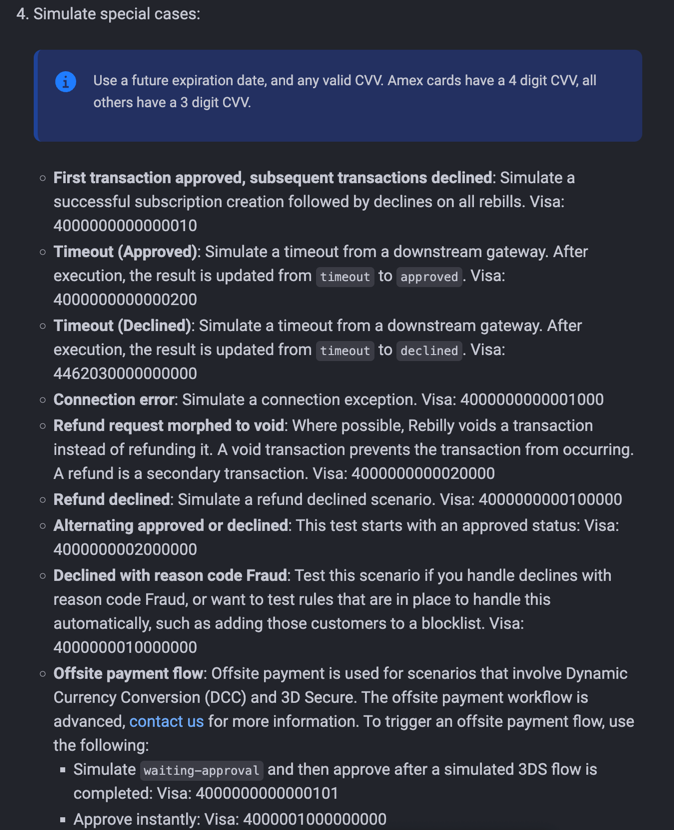 4. Simulate special cases:
Use a future expiration date, and any valid CVV. Amex cards have a 4 digit CVV, all
others have a 3 digit CVV.
First transaction approved, subsequent transactions declined: Simulate a
successful subscription creation followed by declines on all rebills. Visa:
4000000000000010
Timeout (Approved): Simulate a timeout from a downstream gateway. After
execution, the result is updated from timeout to approved. Visa:
4000000000000200
Timeout (Declined): Simulate a timeout from a downstream gateway. After
execution, the result is updated from timeout to declined. Visa:
4462030000000000
Connection error: Simulate a connection exception. Visa: 4000000000001000
Refund request morphed to void: Where possible, Rebilly voids a transaction
instead of refunding it. A void transaction prevents the transaction from occurring.
A refund is a secondary transaction. Visa: 4000000000020000
Refund declined: Simulate a refund declined scenario. Visa: 4000000000100000
Alternating approved or declined: This test starts with an approved status: Visa:
4000000002000000
Declined with reason code Fraud: Test this scenario if you handle declines with
reason code Fraud, or want to test rules that are in place to handle this
automatically, such as adding those customers to a blocklist. Visa:
4000000010000000
Offsite payment flow: Offsite payment is used for scenarios that involve Dynamic
Currency Conversion (DCC) and 3D Secure. The offsite payment workflow is
advanced, contact us for more information. To trigger an offsite payment flow, use
the following:
Simulate waiting-approval and then approve after a simulated 3DS flow is
completed: Visa: 4000000000000101
Approve instantly: Visa: 4000001000000000